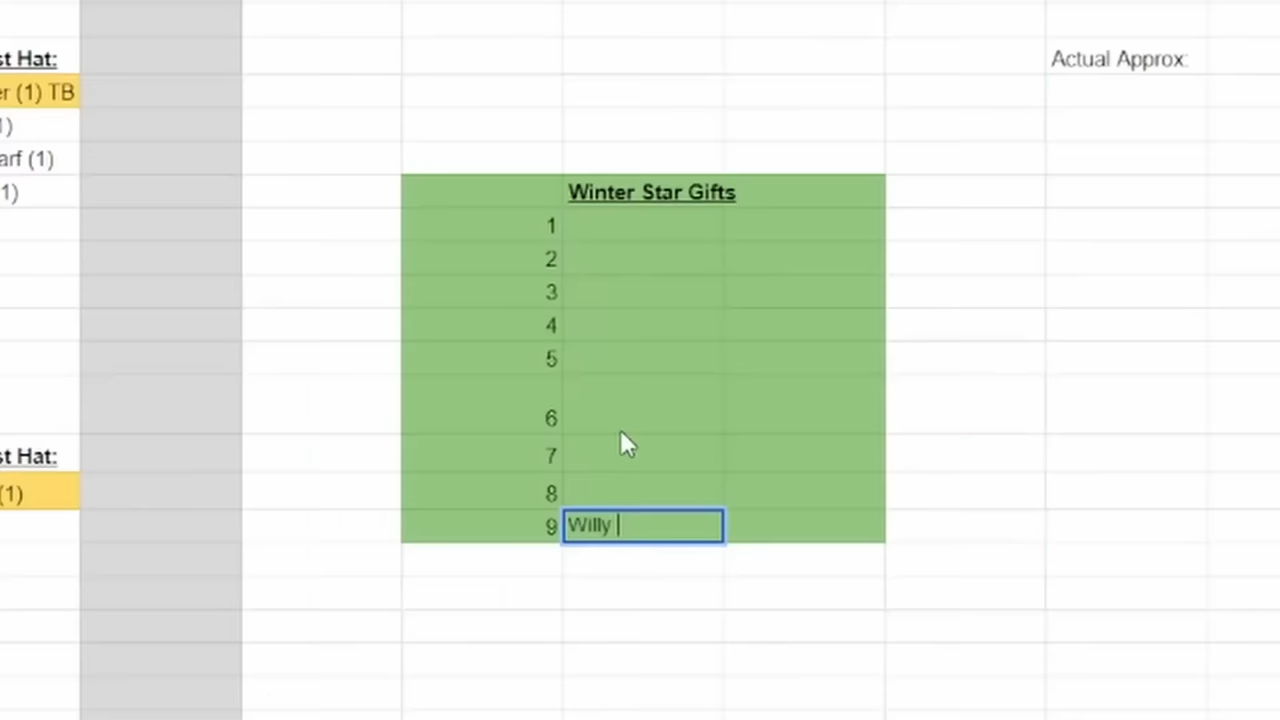 st Hat:
er (1) TB
1)
arf (1)
1)
st Hat:
(1)
Winter Star Gifts
1
2
3
4
5
6
7
8
9 Willy
Actual Approx: